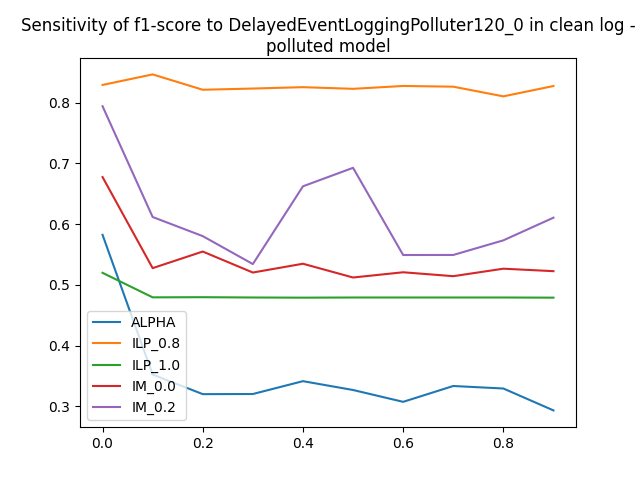 Sensitivity of f1-score to DelayedEventLoggingPolluter120_0 in clean log -
polluted model
0.8
0.7
0.6
0.5
0.4
0.3
ALPHA
ILP_0.8
ILP_1.0
IM_0.0
IM_0.2
0.0 0.2 0.4 0.6 0.8